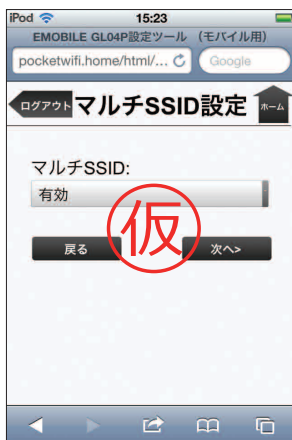 iPod 15:23
EMOBILE GL04P設定ツール （モバイル用）
pocketwifi.home/html/... Google
ログアウト マルチSSID設定 ホーム
マルチSSID:
有効
仮
戻る 次へ>